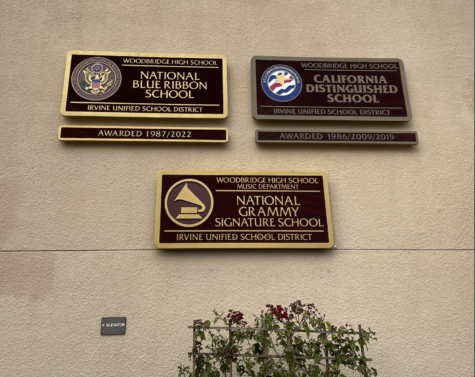 WOODBRIDGE HIGH SCHOOL
NATIONAL
BLUE RIBBON
SCHOOL
IRVINE UNIFIED SCHOOL DISTRICT
AWARDED 1987/2022
WOODBRIDGE HIGH SCHOOL
CALIFORNIA
DISTINGUISHED
SCHOOL
IRVINE UNIFIED SCHOOL DISTRICT
AWARDED 1986/2009/2019
WOODBRIDGE HIGH SCHOOL
MUSIC DEPARTMENT
NATIONAL
GRAMMY
SIGNATURE SCHOOL
IRVINE UNIFIED SCHOOL DISTRICT
ELEVATOR